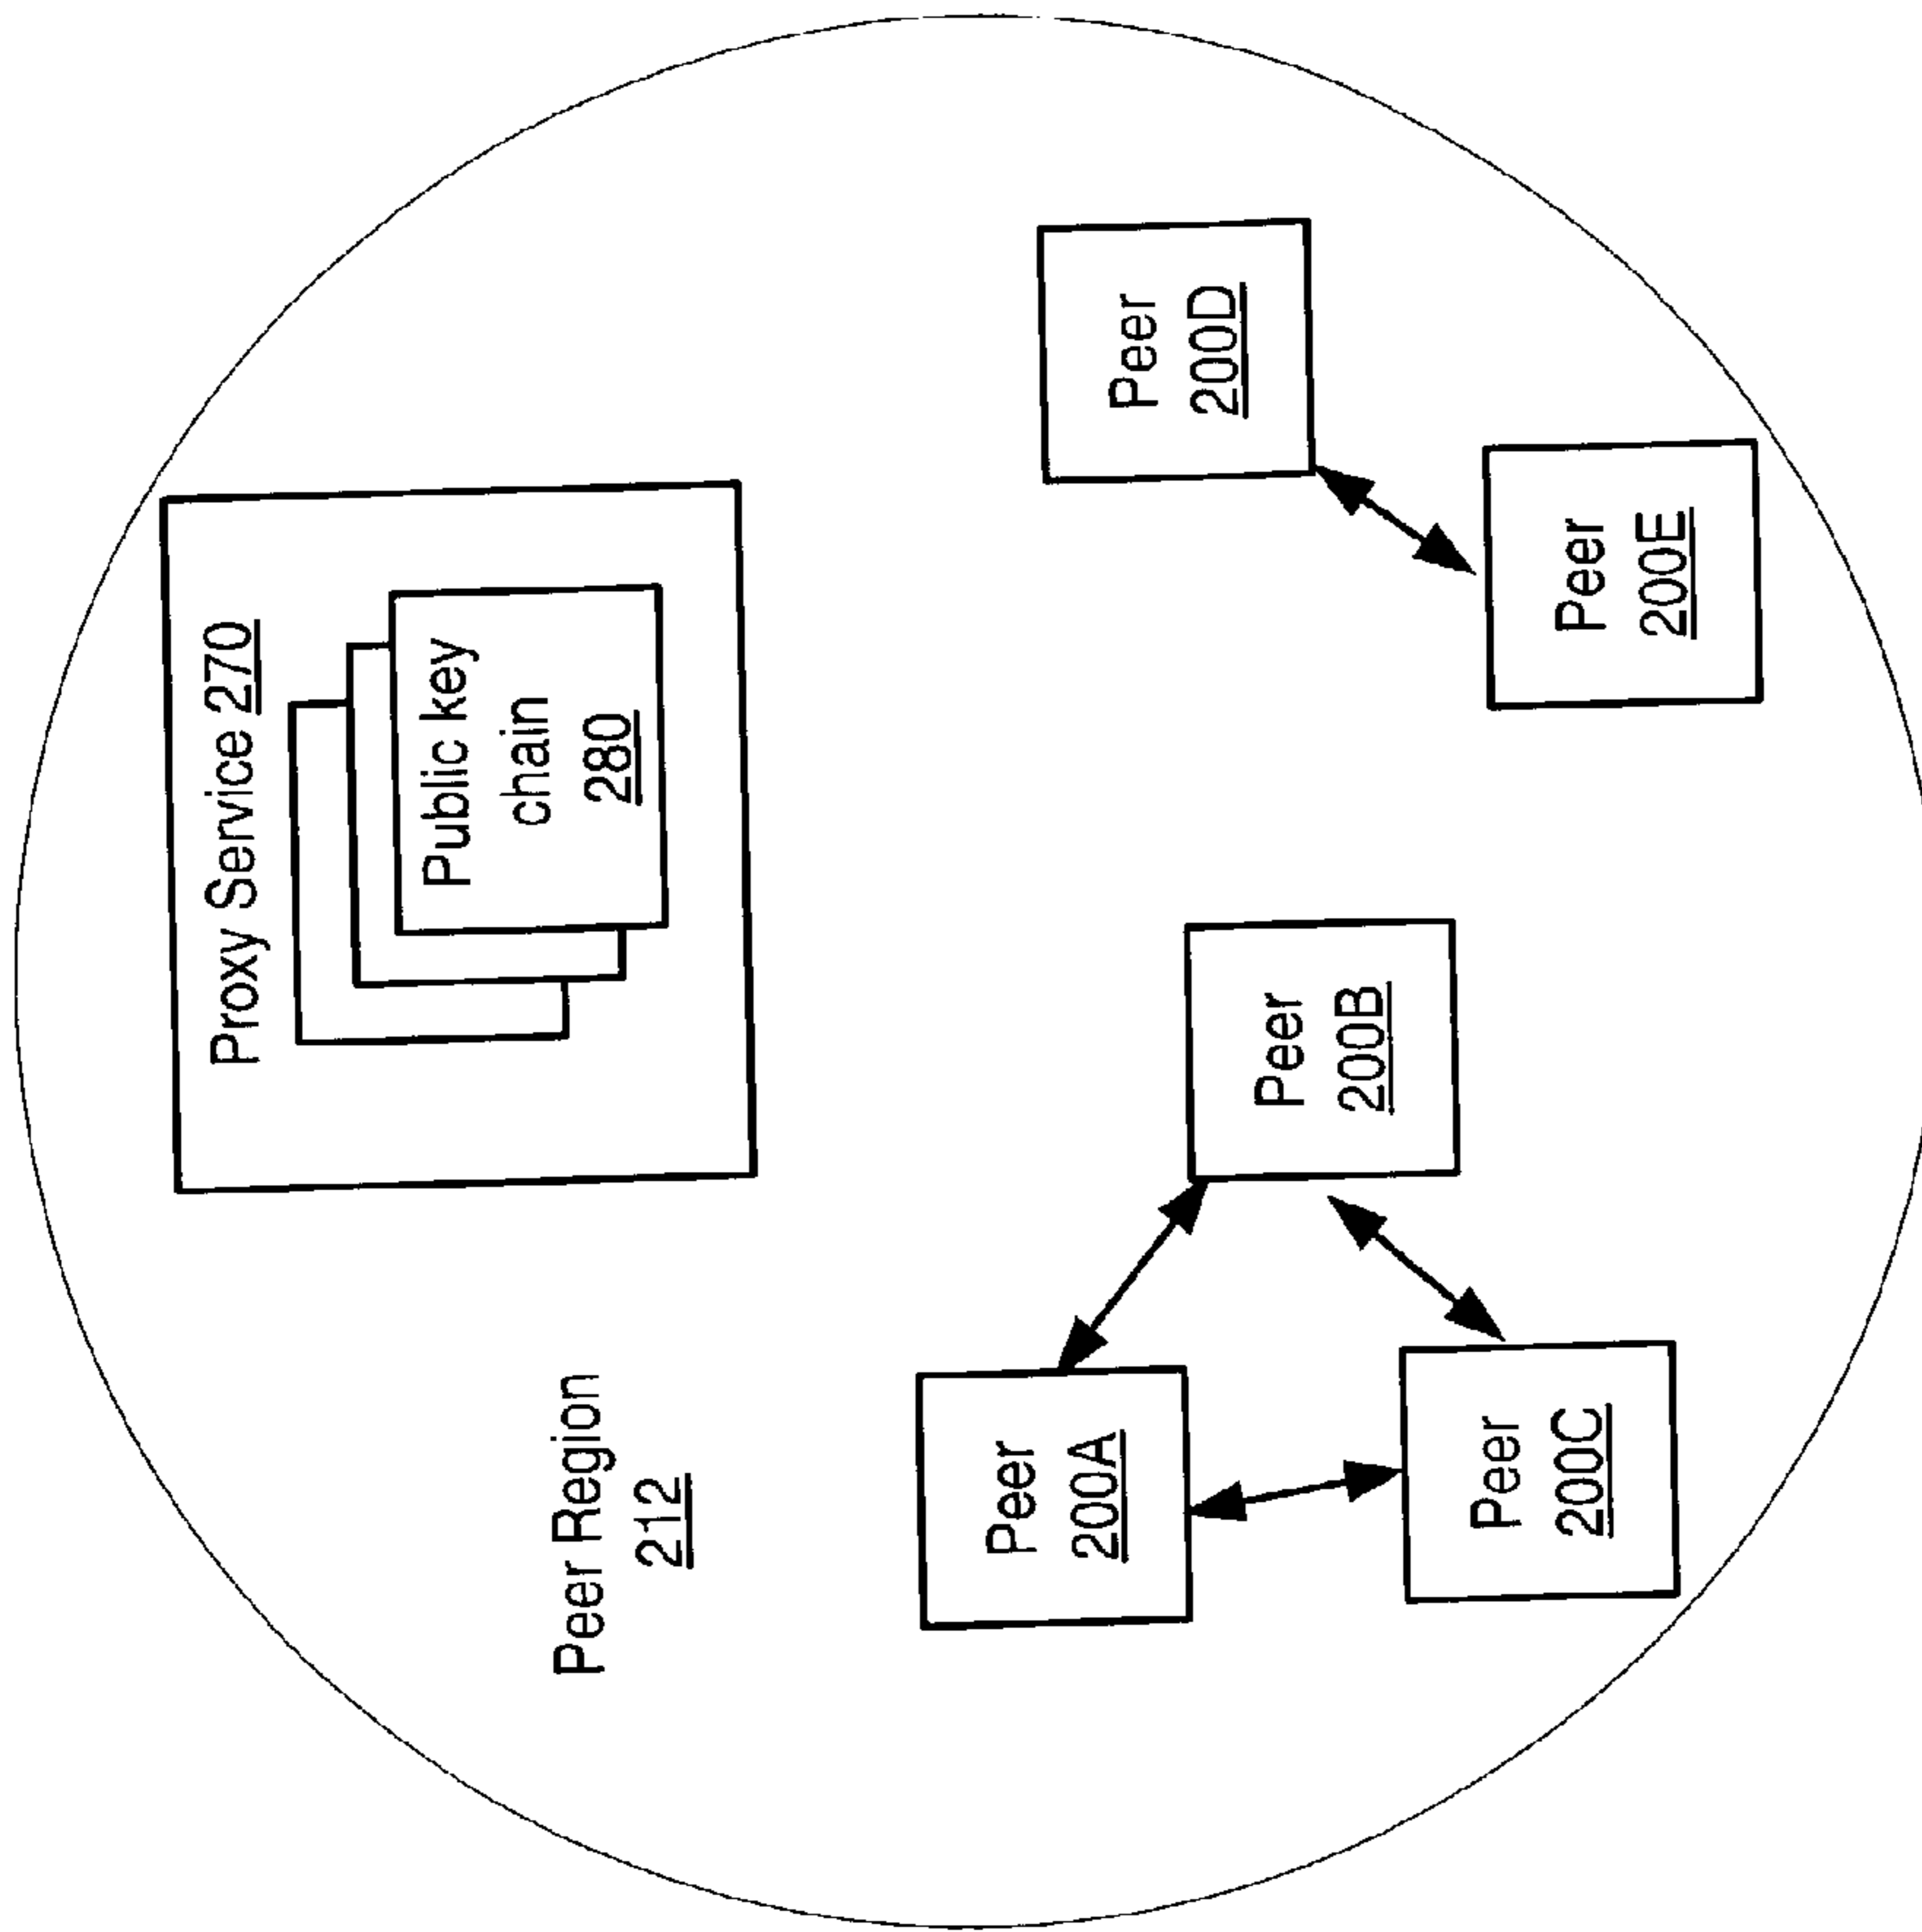 Proxy Service 270
Public key
chain
280
Peer Region
212
Peer
200A
Peer
200B
Peer
200C
Peer
200D
Peer
200E